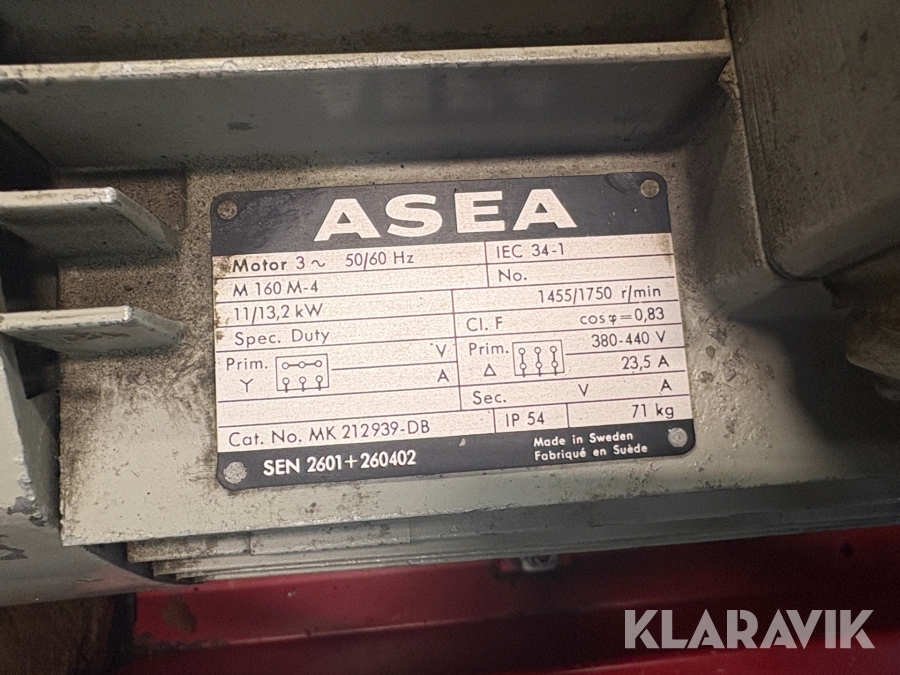 ASEA
Motor 3 ~ 50/60 Hz IEC 34-1
M 160 M-4 No.
11/13,2 kW 1455/1750 r/min
Spec. Duty Cl. F cos φ = 0,83
Prim. Y V Prim. Δ 380-440 V
A 23,5 A
Sec. V A
Cat. No. MK 212939-DB IP 54 71 kg
SEN 2601+260402 Made in Sweden
Fabriqué en Suède
KLARAVIK